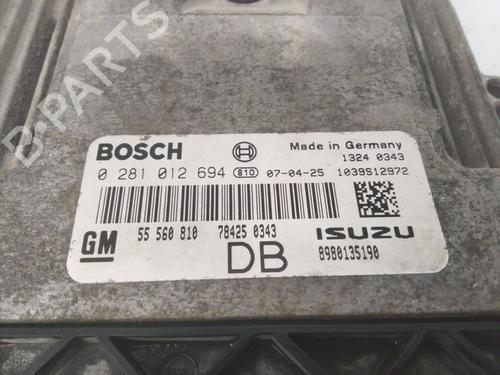 B-PARTS
BOSCH
Made in Germany
1324 0343
0 281 012 694 810 07-04-25 1039S12972
GM 55 560 810 78425 0343 ISUZU
DB 8980135190